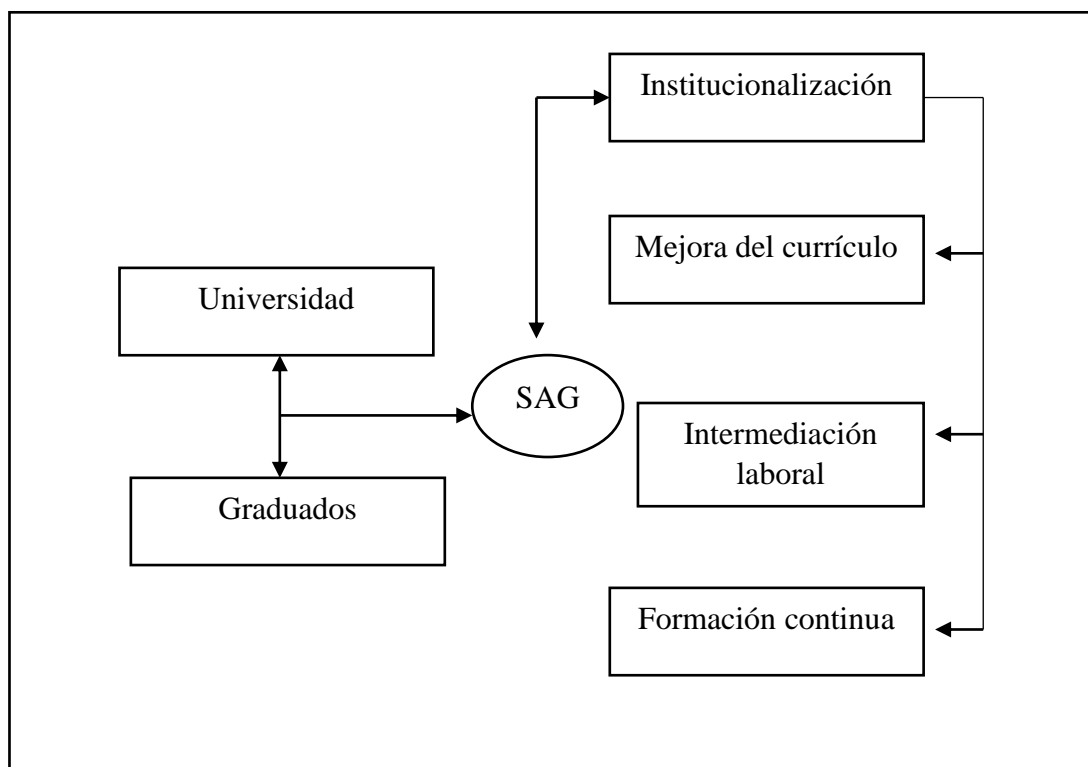 Institucionalización
Mejora del currículo
Universidad
SAG
Intermediación
laboral
Graduados
Formación continua